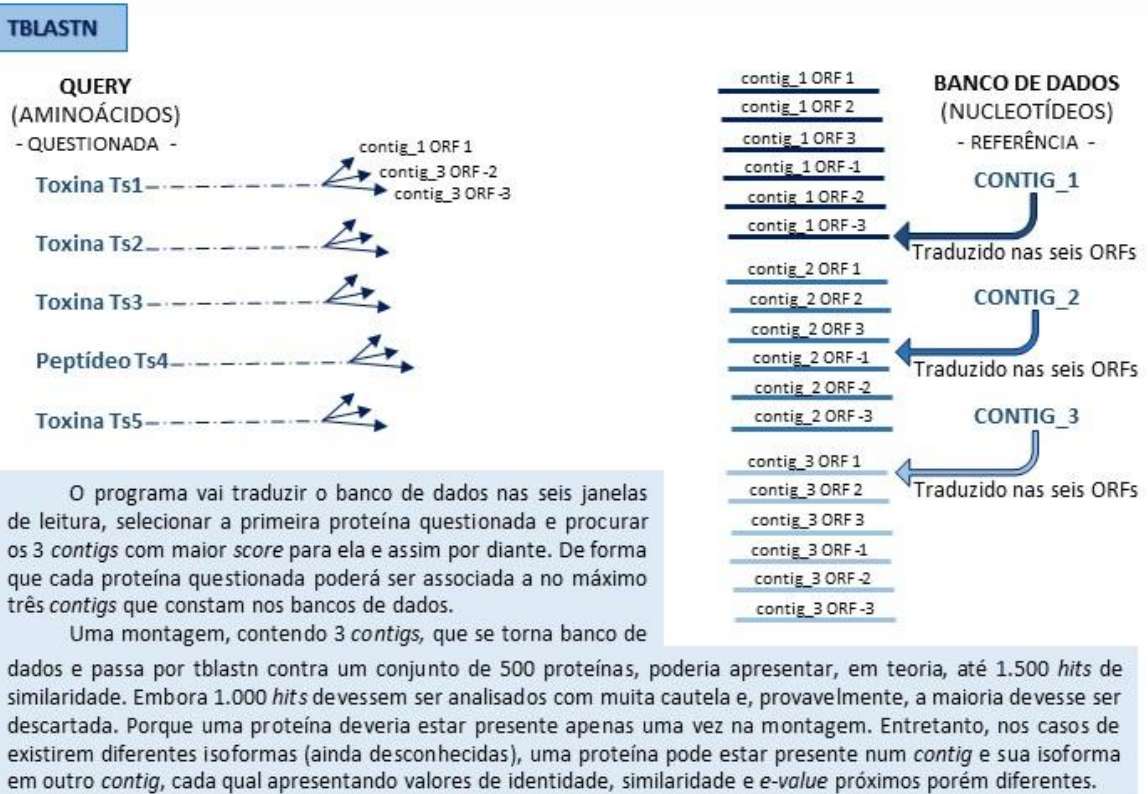 TBLASTN
QUERY
(AMINOÁCIDOS)
- QUESTIONADA -
contig_1 ORF 1
contig_3 ORF -2
contig_3 ORF -3
Toxina Ts1
Toxina Ts2
Toxina Ts3
Peptídeo Ts4
Toxina Ts5
contig_1 ORF 1
contig_1 ORF 2
contig_1 ORF 3
contig_1 ORF -1
contig_1 ORF -2
contig_1 ORF -3
contig_2 ORF 1
contig_2 ORF 2
contig_2 ORF 3
contig_2 ORF -1
contig_2 ORF -2
contig_2 ORF -3
contig_3 ORF 1
contig_3 ORF 2
contig_3 ORF 3
contig_3 ORF -1
contig_3 ORF -2
contig_3 ORF -3
BANCO DE DADOS
(NUCLEOTÍDEOS)
- REFERÊNCIA -
CONTIG_1
Traduzido nas seis ORFs
CONTIG_2
Traduzido nas seis ORFs
CONTIG_3
Traduzido nas seis ORFs
O programa vai traduzir o banco de dados nas seis janelas
de leitura, selecionar a primeira proteína questionada e procurar
os 3 contigs com maior score para ela e assim por diante. De forma
que cada proteína questionada poderá ser associada a no máximo
três contigs que constam nos bancos de dados.
Uma montagem, contendo 3 contigs, que se torna banco de
dados e passa por tblastn contra um conjunto de 500 proteínas, poderia apresentar, em teoria, até 1.500 hits de
similaridade. Embora 1.000 hits devessem ser analisados com muita cautela e, provavelmente, a maioria devesse ser
descartada. Porque uma proteína deveria estar presente apenas uma vez na montagem. Entretanto, nos casos de
existirem diferentes isoformas (ainda desconhecidas), uma proteína pode estar presente num contig e sua isoforma
em outro contig, cada qual apresentando valores de identidade, similaridade e e-value próximos porém diferentes.